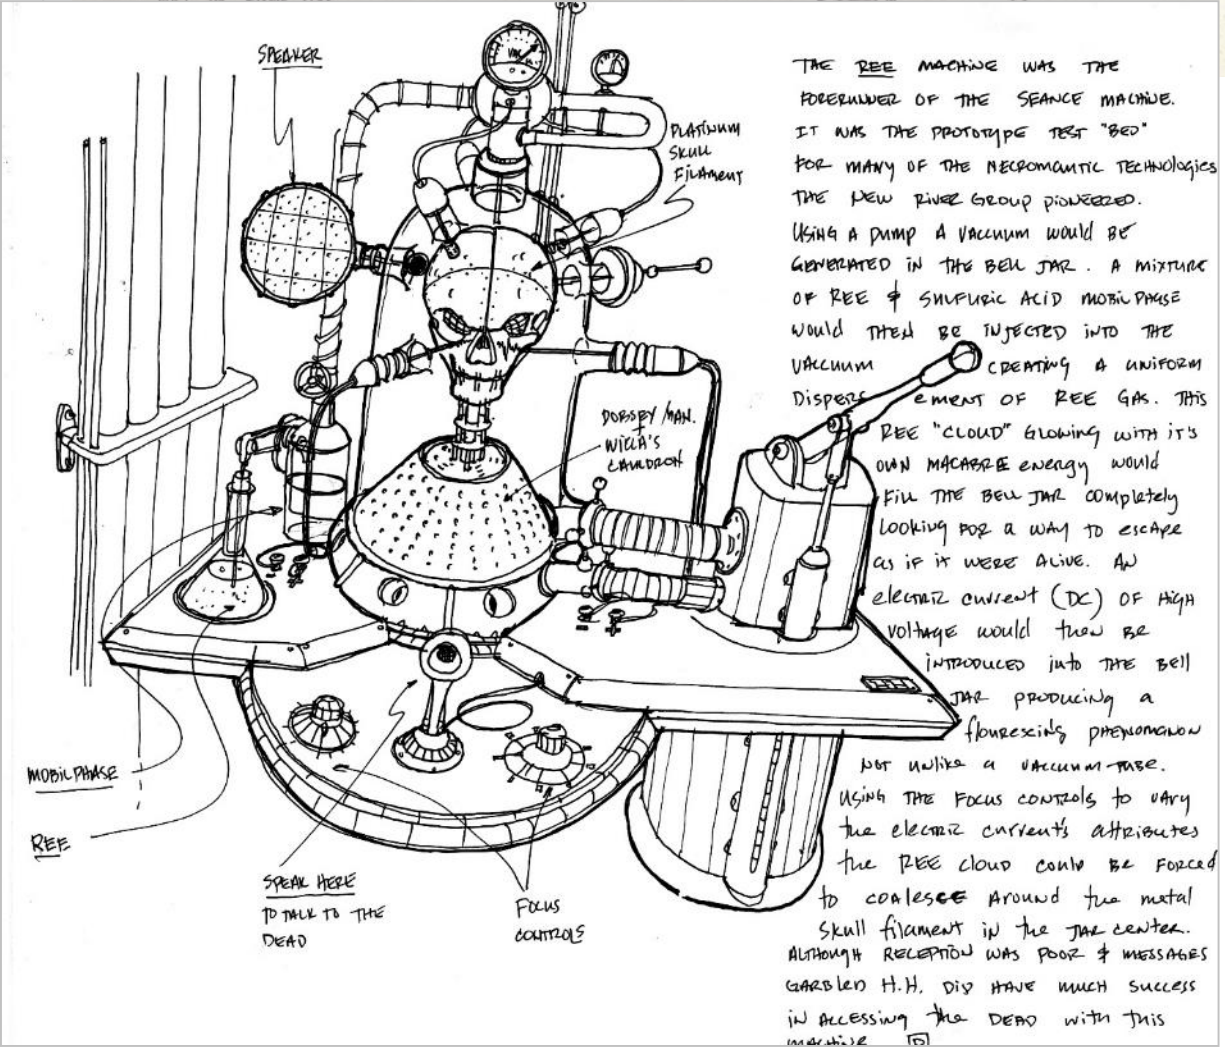 SPEAKER
PLATINUM
SKULL
FILAMENT
DORSEY/MAN.
+
WICCA'S
CAULDRON
MOBILPHASE
REE
SPEAK HERE
TO TALK TO THE
DEAD
FOCUS
CONTROLS
THE REE MACHINE WAS THE
FORERUNNER OF THE SEANCE MACHINE.
IT WAS THE PROTOTYPE TEST "BED"
FOR MANY OF THE NECROMANTIC TECHNOLOGIES
THE NEW RIVER GROUP PIONEERED.
USING A PUMP A VACCUUM WOULD BE
GENERATED IN THE BELL JAR. A MIXTURE
OF REE & SULFURIC ACID MOBILPHASE
WOULD THEN BE INJECTED INTO THE
VACCUUM CREATING A UNIFORM
DISPERSEMENT OF REE GAS. THIS
REE "CLOUD" GLOWING WITH IT'S
OWN MACABRE ENERGY WOULD
FILL THE BELL JAR COMPLETELY
LOOKING FOR A WAY TO ESCAPE
AS IF IT WERE ALIVE. AN
ELECTRIC CURRENT (DC) OF HIGH
VOLTAGE WOULD THEN BE
INTRODUCED INTO THE BELL
JAR PRODUCING A
FLOURESCING PHENOMONON
NOT UNLIKE A VACCUUM-TUBE.
USING THE FOCUS CONTROLS TO VARY
THE ELECTRIC CURRENT'S ATTRIBUTES
THE REE CLOUD COULD BE FORCED
TO COALESCE AROUND THE METAL
SKULL FILAMENT IN THE JAR CENTER.
ALTHOUGH RECEPTION WAS POOR & MESSAGES
GARBLED H.H. DID HAVE MUCH SUCCESS
IN ACCESSING THE DEAD WITH THIS
MACHINE. D